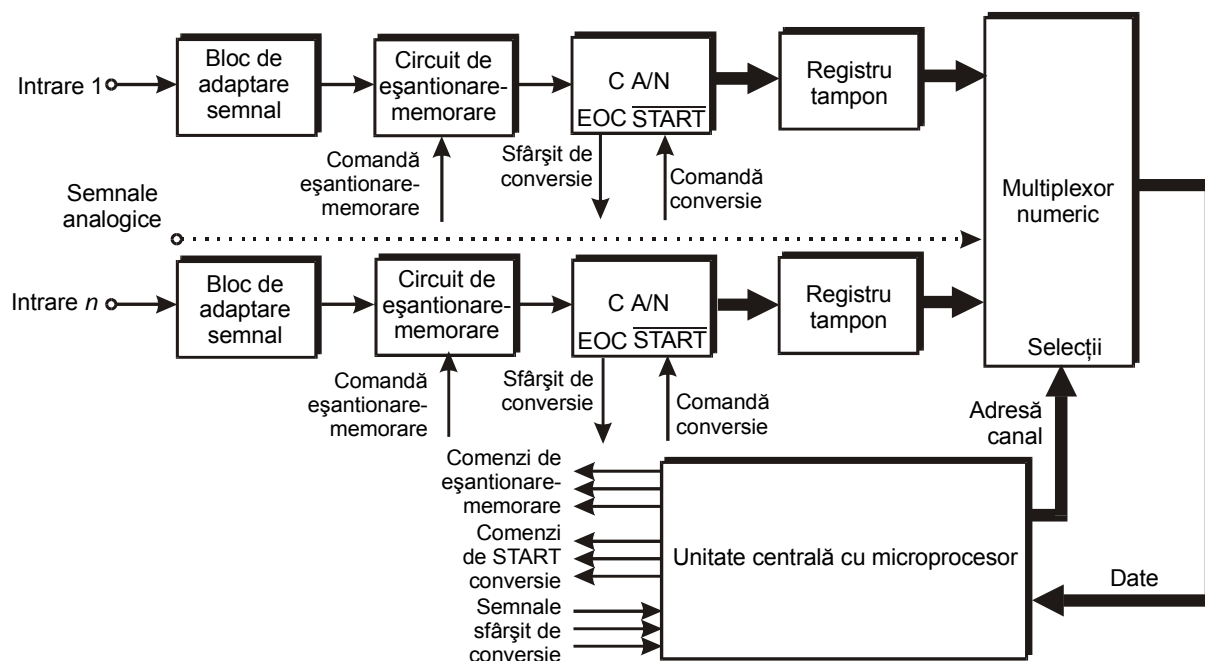 Intrare 1
Bloc de
adaptare
semnal
Circuit de
eşantionare-
memorare
C A/N
EOC START
Registru
tampon
Multiplexor
numeric
Selecții
Comandă
eşantionare-
memorare
Sfârşit de
conversie
Comandă
conversie
Semnale
analogice
Intrare n
Bloc de
adaptare
semnal
Circuit de
eşantionare-
memorare
C A/N
EOC START
Registru
tampon
Comandă
eşantionare-
memorare
Sfârşit de
conversie
Comandă
conversie
Adresă
canal
Comenzi de
eşantionare-
memorare
Comenzi
de START
conversie
Semnale
sfârşit de
conversie
Unitate centrală cu microprocesor
Date